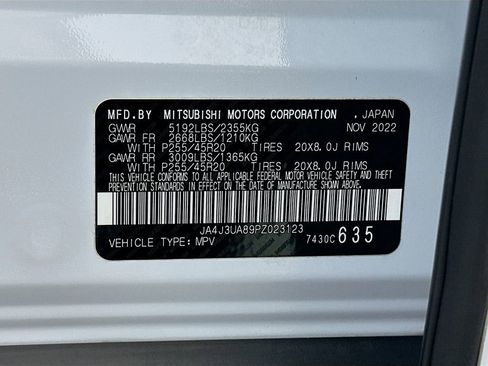 MFD.BY MITSUBISHI MOTORS CORPORATION , JAPAN
GVWR 5192LBS/2355KG NOV 2022
GAWR FR 2668LBS/1210KG
WITH P255/45R20 TIRES 20X8.0J RIMS
GAWR RR 3009LBS/1365KG
WITH P255/45R20 TIRES 20X8.0J RIMS
THIS VEHICLE CONFORMS TO ALL APPLICABLE FEDERAL MOTOR VEHICLE SAFETY
AND THEFT PREVENTION STANDARDS IN EFFECT ON THE DATE OF MANUFACTURE SHOWN ABOVE.
JA4J3UA89PZ023123
VEHICLE TYPE: MPV 7430C 635